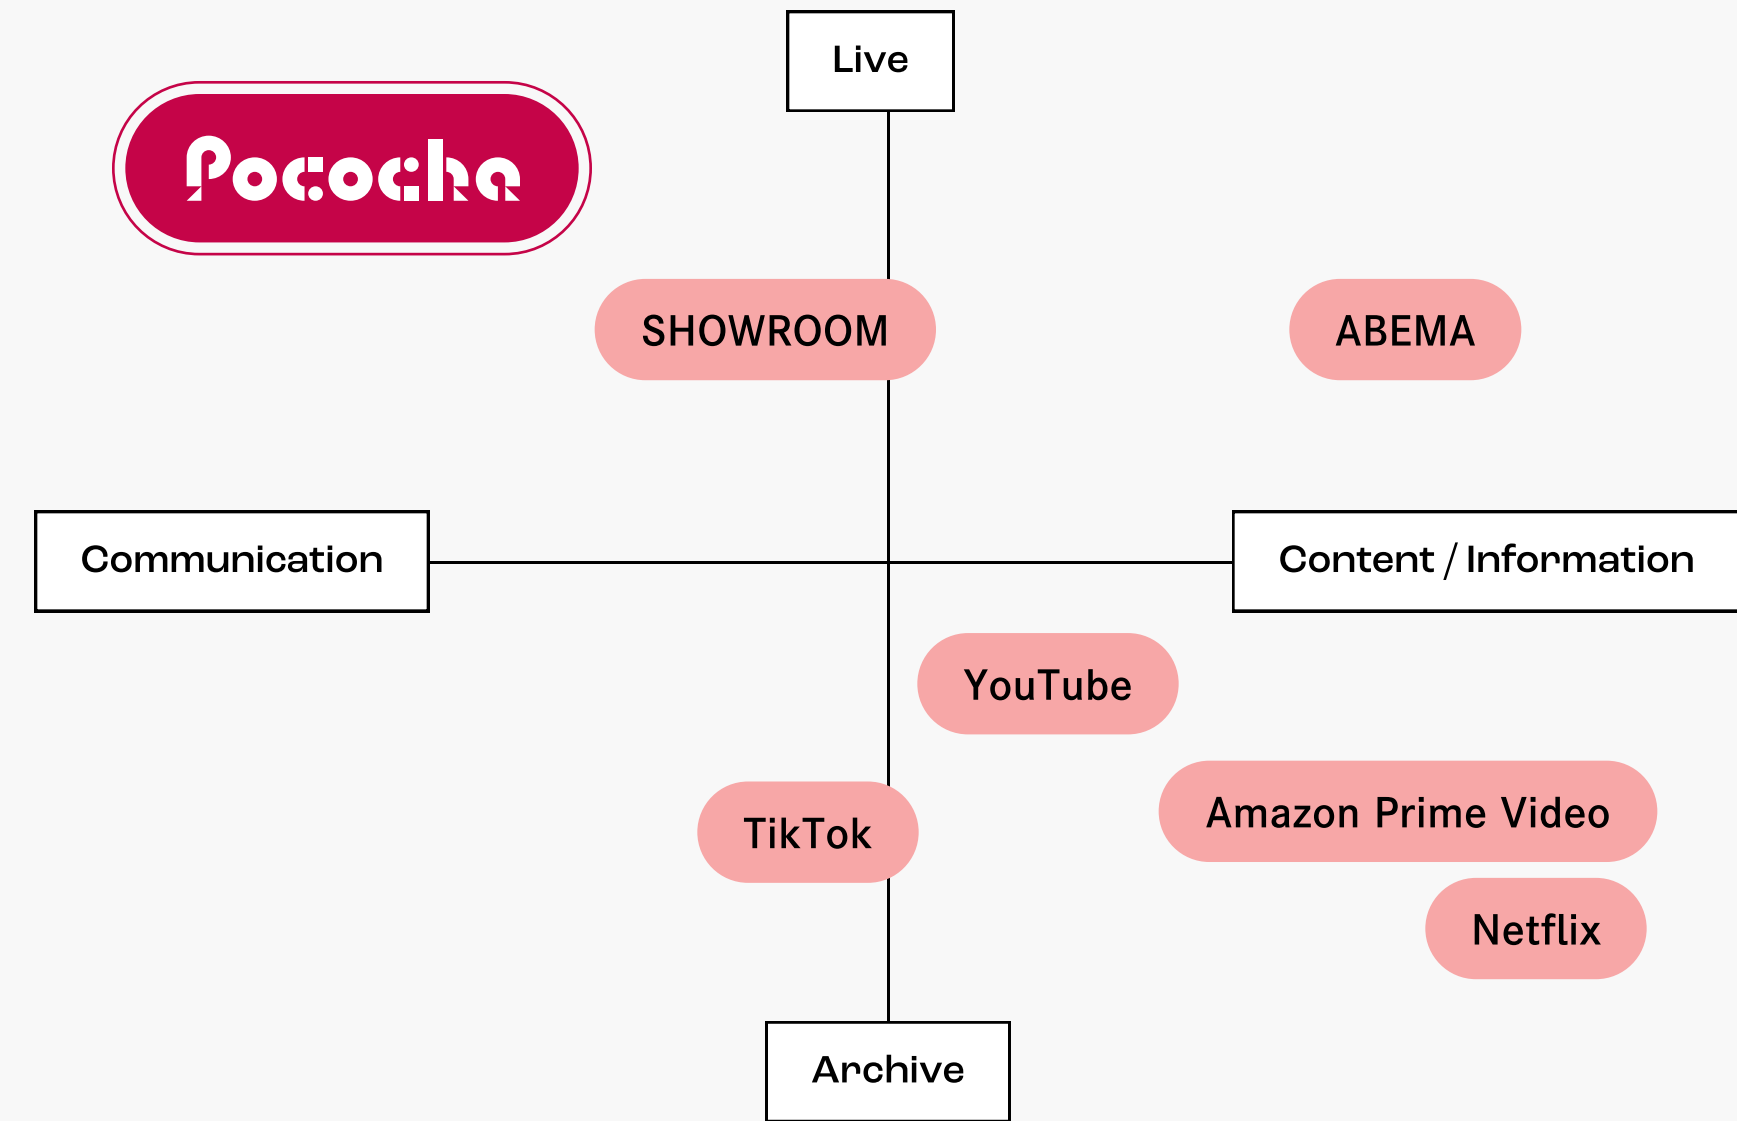 Live
Pococha
SHOWROOM
ABEMA
Communication
Content / Information
YouTube
Amazon Prime Video
TikTok
Netflix
Archive